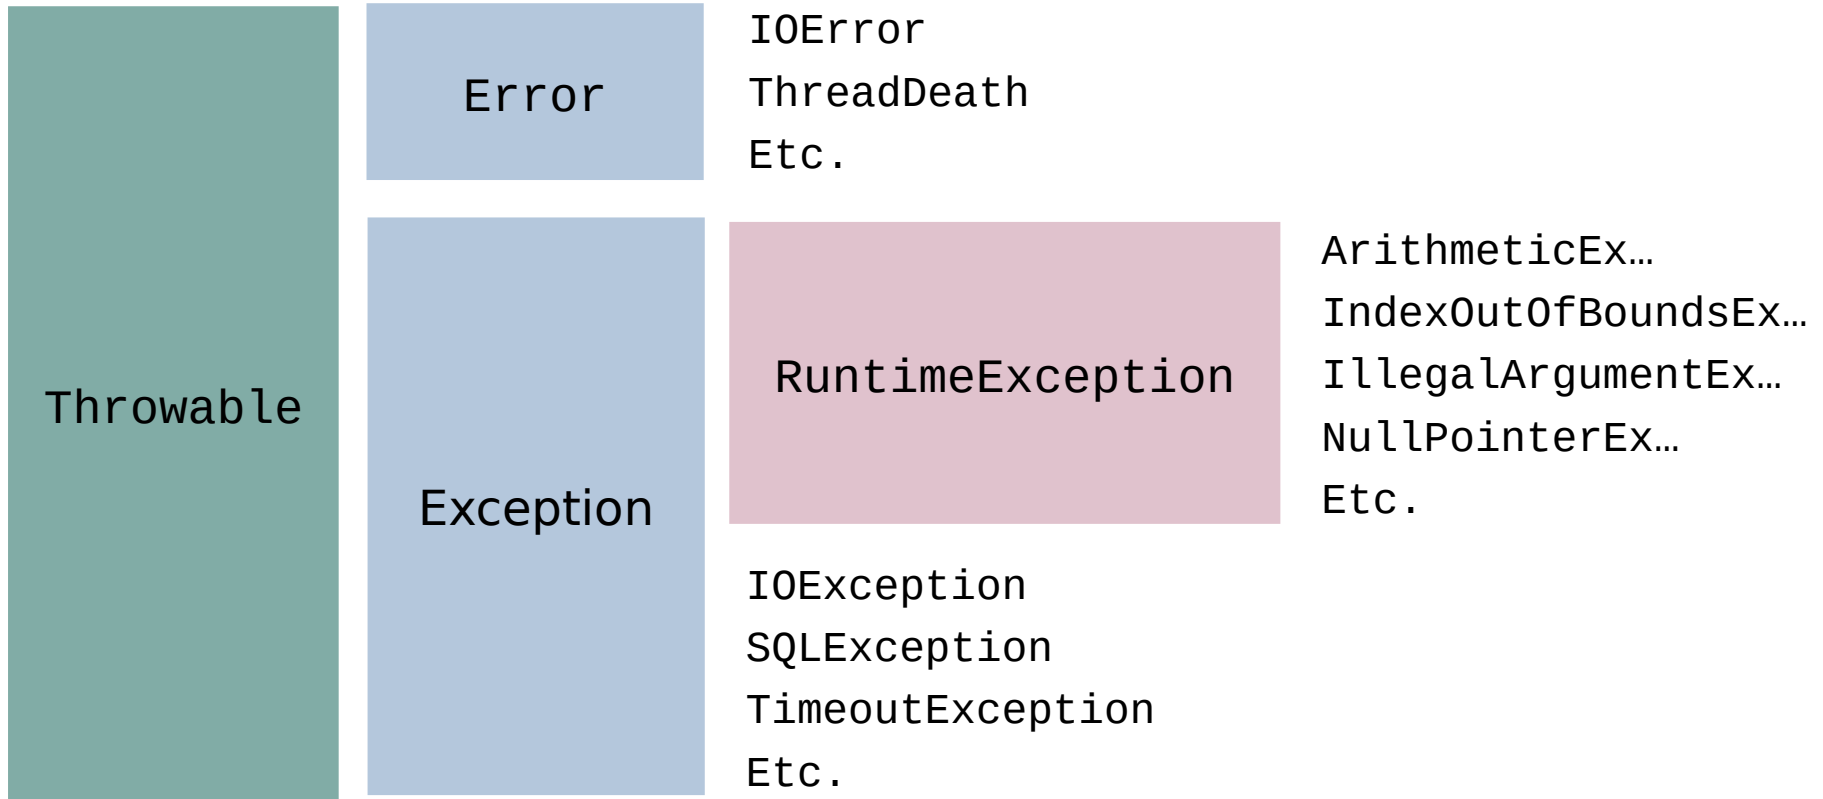 Throwable
Error
IOError
ThreadDeath
Etc.
Exception
RuntimeException
ArithmeticEx…
IndexOutOfBoundsEx…
IllegalArgumentEx…
NullPointerEx…
Etc.
IOException
SQLException
TimeoutException
Etc.